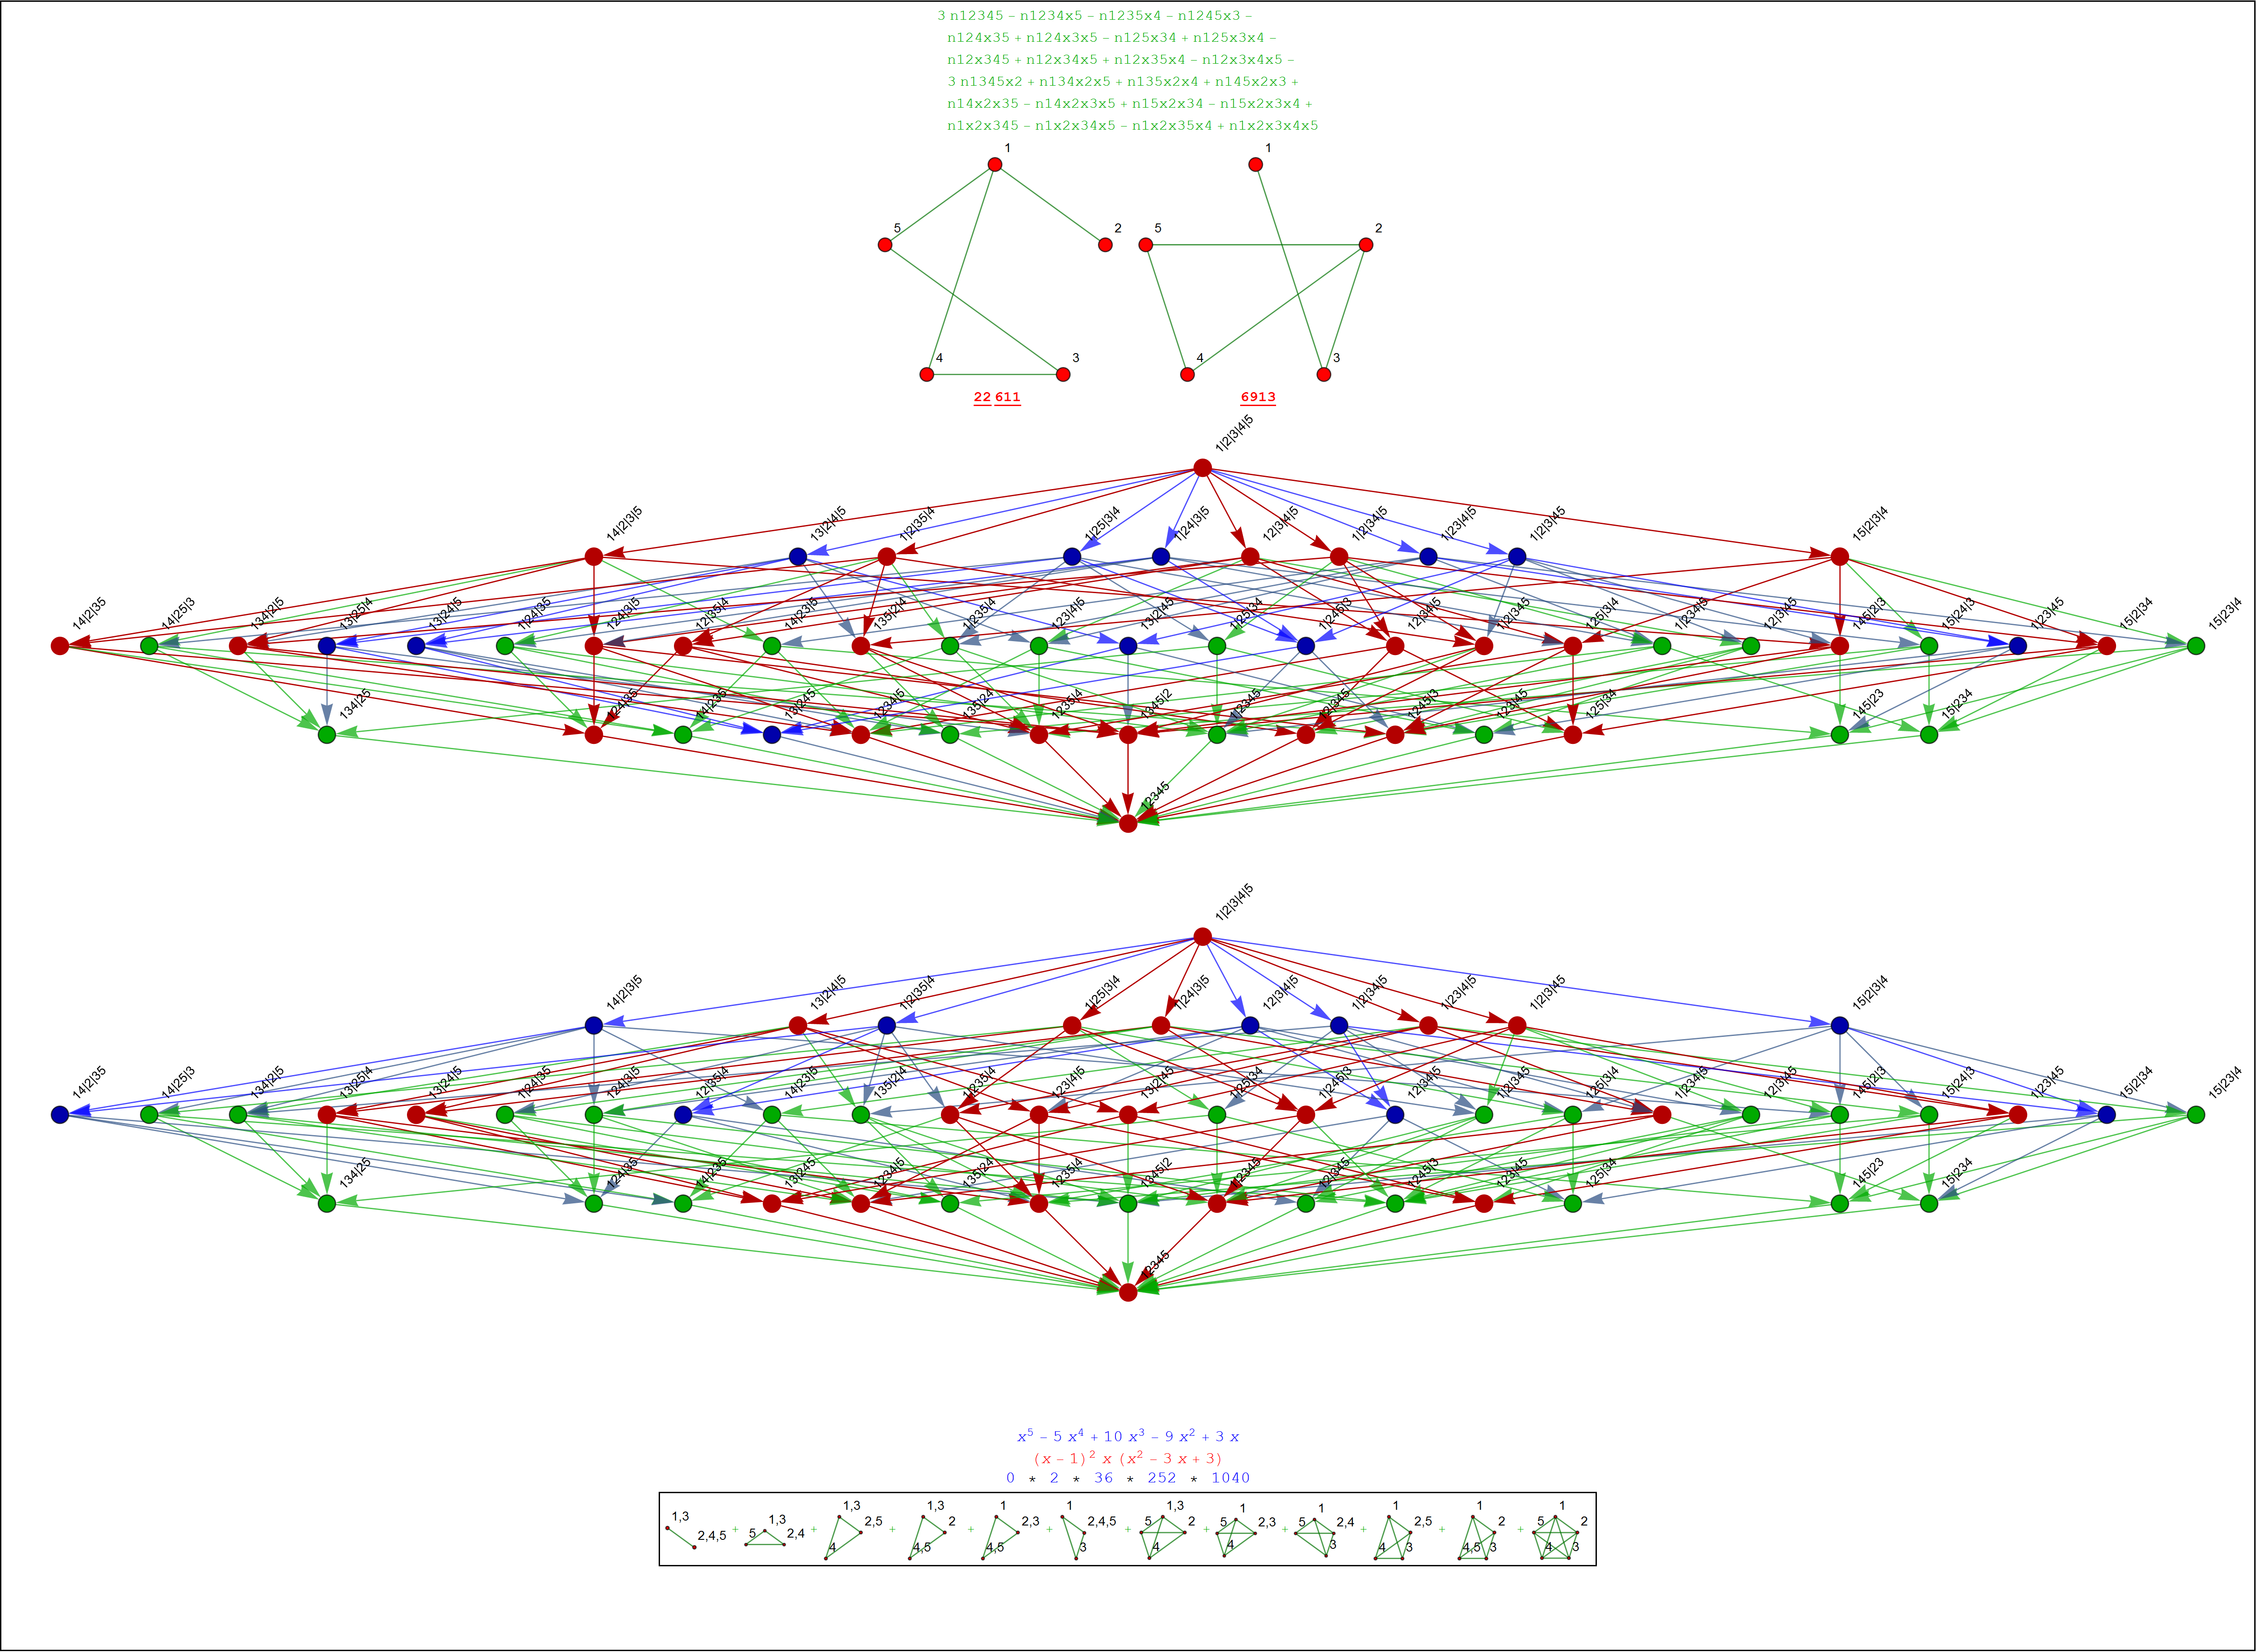 3 n12345 – n1234x5 – n1235x4 – n1245x3 –
n124x35 + n124x3x5 – n125x34 + n125x3x4 –
n12x345 + n12x34x5 + n12x35x4 – n12x3x4x5 –
3 n1345x2 + n134x2x5 + n135x2x4 + n145x2x3 +
n14x2x35 – n14x2x3x5 + n15x2x34 – n15x2x3x4 +
n1x2x345 – n1x2x34x5 – n1x2x35x4 + n1x2x3x4x5
1 1
5 2 5 2
4 3 4 3
22 611 6913
1|2|3|4|5
14|2|3|5 13|2|4|5 1|2|35|4 1|25|3|4 1|24|3|5 12|3|4|5 1|2|34|5 1|23|4|5 1|2|3|45 15|2|3|4
14|2|35 14|25|3 134|2|5 13|25|4 13|24|5 1|24|35 124|3|5 12|35|4 14|23|5 135|2|4 1|235|4 123|4|5 13|2|45 1|25|34 1|245|3 12|34|5 1|2|345 125|3|4 1|234|5 12|3|45 145|2|3 15|24|3 1|23|45 15|2|34 15|23|4
134|25 124|35 14|235 13|245 1234|5 135|24 1235|4 1345|2 1|2345 12|345 1245|3 123|45 125|34 145|23 15|234
12345
1|2|3|4|5
14|2|3|5 13|2|4|5 1|2|35|4 1|25|3|4 1|24|3|5 12|3|4|5 1|2|34|5 1|23|4|5 1|2|3|45 15|2|3|4
14|2|35 14|25|3 134|2|5 13|25|4 13|24|5 1|24|35 124|3|5 12|35|4 14|23|5 135|2|4 1|235|4 123|4|5 13|2|45 1|25|34 1|245|3 12|34|5 1|2|345 125|3|4 1|234|5 12|3|45 145|2|3 15|24|3 1|23|45 15|2|34 15|23|4
134|25 124|35 14|235 13|245 1234|5 135|24 1235|4 1345|2 1|2345 12|345 1245|3 123|45 125|34 145|23 15|234
12345
x⁵ – 5 x⁴ + 10 x³ – 9 x² + 3 x
(x – 1)² x (x² – 3 x + 3)
0 * 2 * 36 * 252 * 1040
1,3 2,4,5 + 1,3 5 2,4 + 1,3 2,5 4 + 1,3 2 4,5 + 1 2,3 4,5 + 1 2,4,5 3 + 1,3 5 2 4 + 1 5 2,3 4 + 1 5 2,4 3 + 1 2,5 4 3 + 1 2 4,5 3 + 1 5 2 4 3